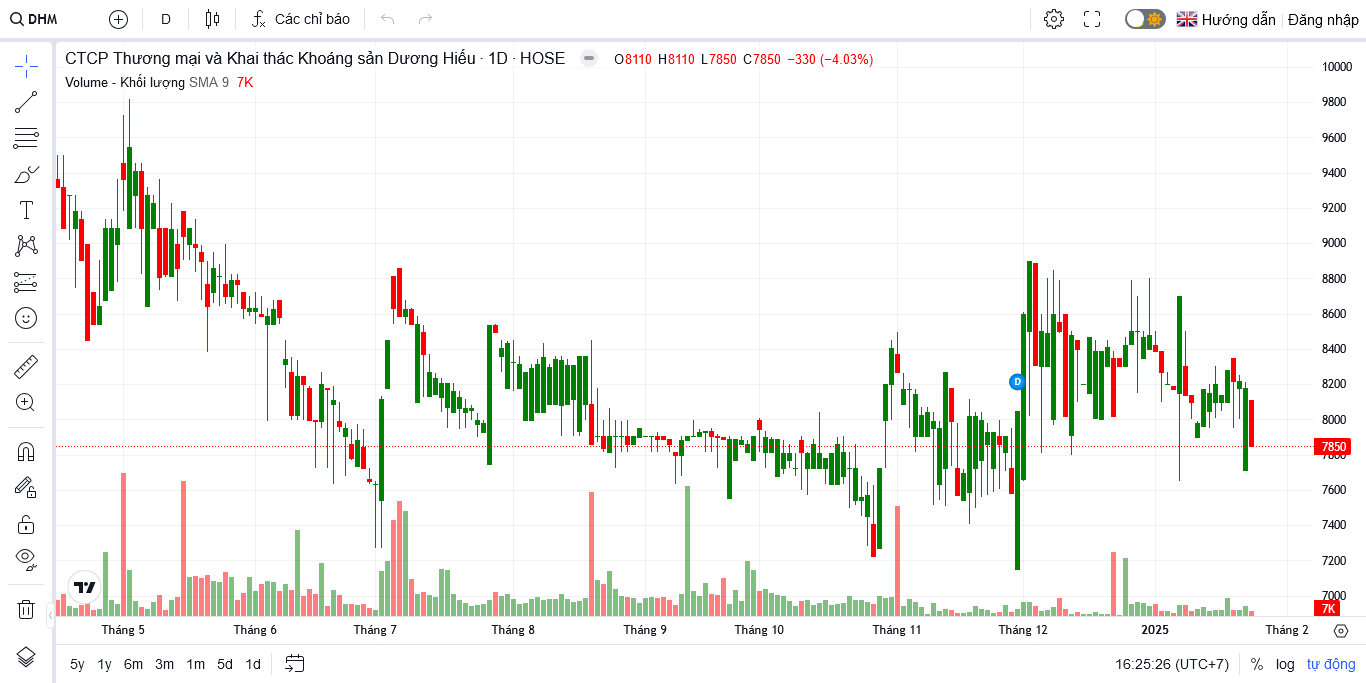 DHM D Các chỉ báo Hướng dẫn Đăng nhập
CTCP Thương mại và Khai thác Khoáng sản Dương Hiếu · 1D · HOSE O8110 H8110 L7850 C7850 −330 (−4.03%)
Volume - Khối lượng SMA 9 7K
10000
9800
9600
9400
9200
9000
8800
8600
8400
8200
D
8000
7850
7800
7600
7400
7200
7000
7K
Tháng 5 Tháng 6 Tháng 7 Tháng 8 Tháng 9 Tháng 10 Tháng 11 Tháng 12 2025 Tháng 2
5y 1y 6m 3m 1m 5d 1d 16:25:26 (UTC+7) % log tự động